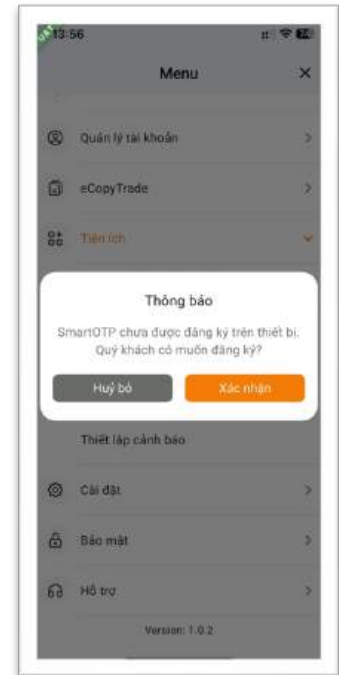 13:56
Menu
Quản lý tài khoản
eCopyTrade
Tiện ích
Thông báo
SmartOTP chưa được đăng ký trên thiết bị.
Quý khách có muốn đăng ký?
Huỷ bỏ
Xác nhận
Thiết lập cảnh báo
Cài đặt
Bảo mật
Hỗ trợ
Version: 1.0.2